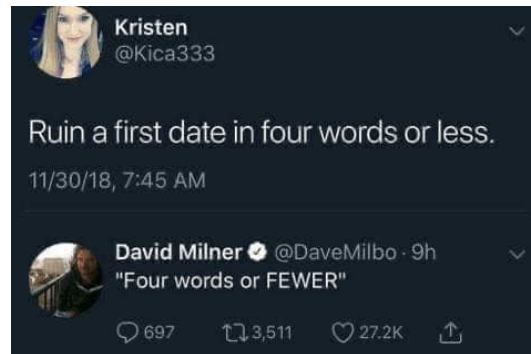 Kristen
@Kica333
Ruin a first date in four words or less.
11/30/18, 7:45 AM
David Milner @DaveMilbo · 9h
"Four words or FEWER"
697 3,511 27.2K